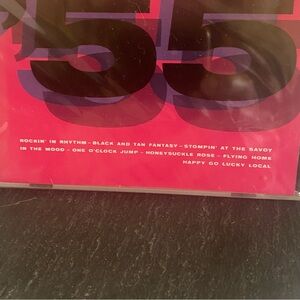 '55
ROCKIN' IN RHYTHM – BLACK AND TAN FANTASY – STOMPIN' AT THE SAVOY
IN THE MOOD – ONE O'CLOCK JUMP – HONEYSUCKLE ROSE – FLYING HOME
HAPPY GO LUCKY LOCAL